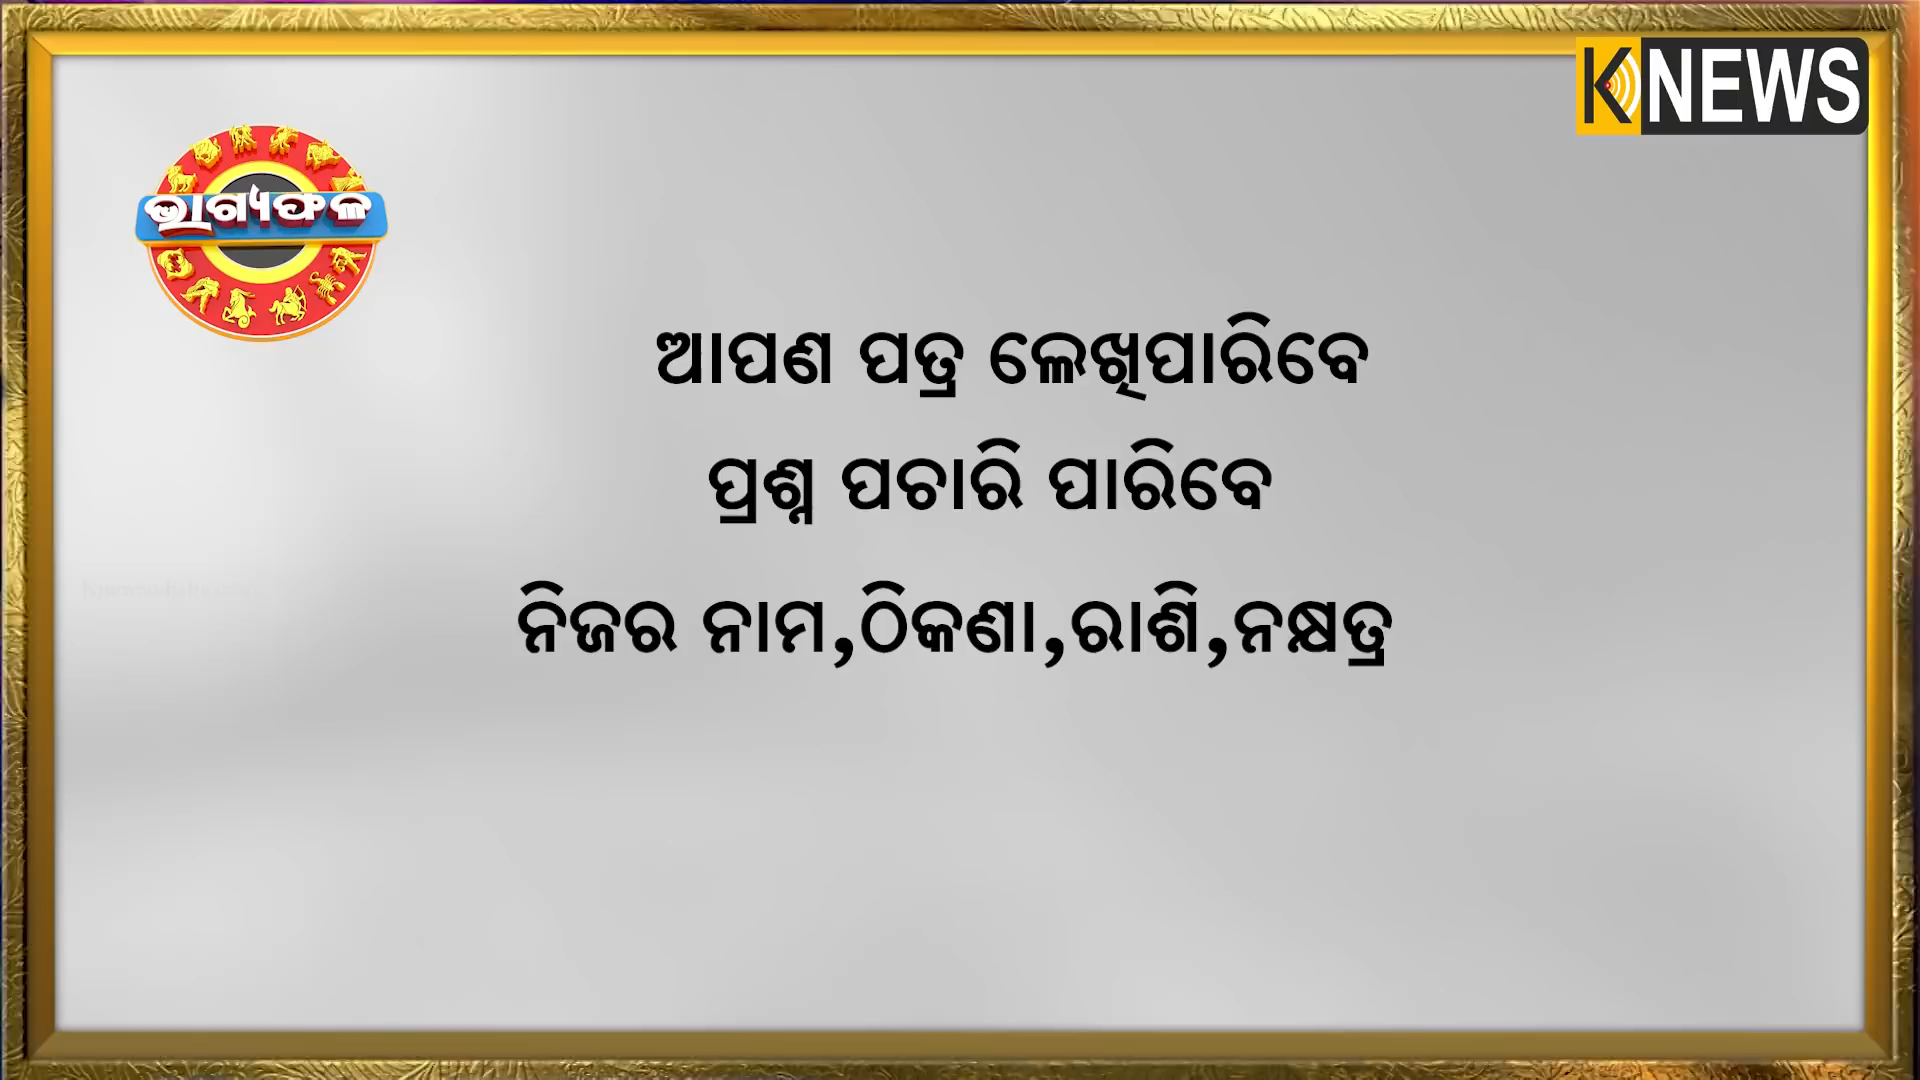 KNEWS
ଭାଗ୍ୟଫଳ
ଆପଣ ପତ୍ର ଲେଖିପାରିବେ
ପ୍ରଶ୍ନ ପଚାରି ପାରିବେ
ନିଜର ନାମ,ଠିକଣା,ରାଶି,ନକ୍ଷତ୍ର